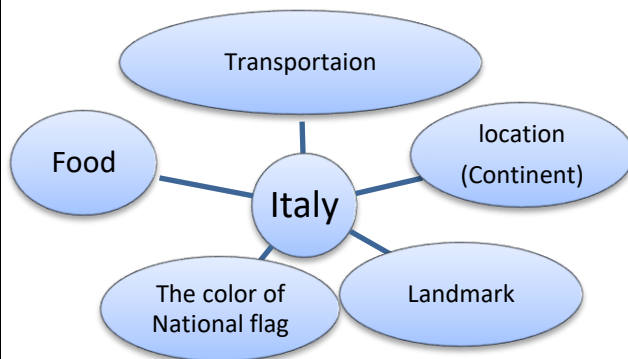 Transportaion
location
(Continent)
Food
Italy
The color of
National flag
Landmark